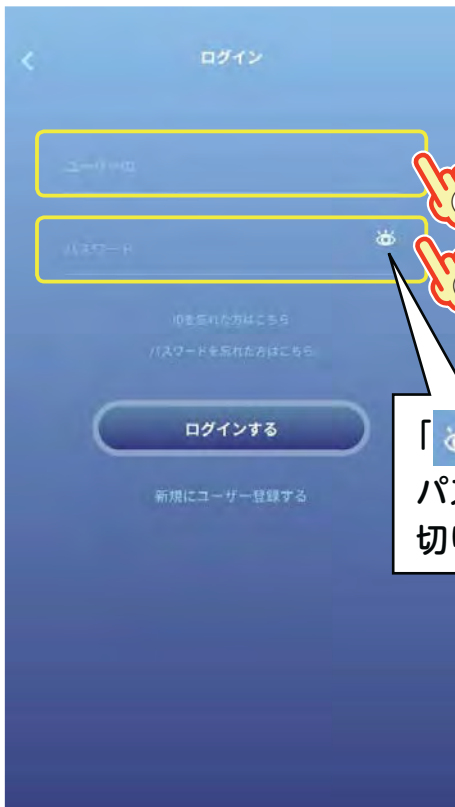 ログイン
ユーザーID
パスワード
IDを忘れた方はこちら
パスワードを忘れた方はこちら
ログインする
新規にユーザー登録する
「
パス
切り